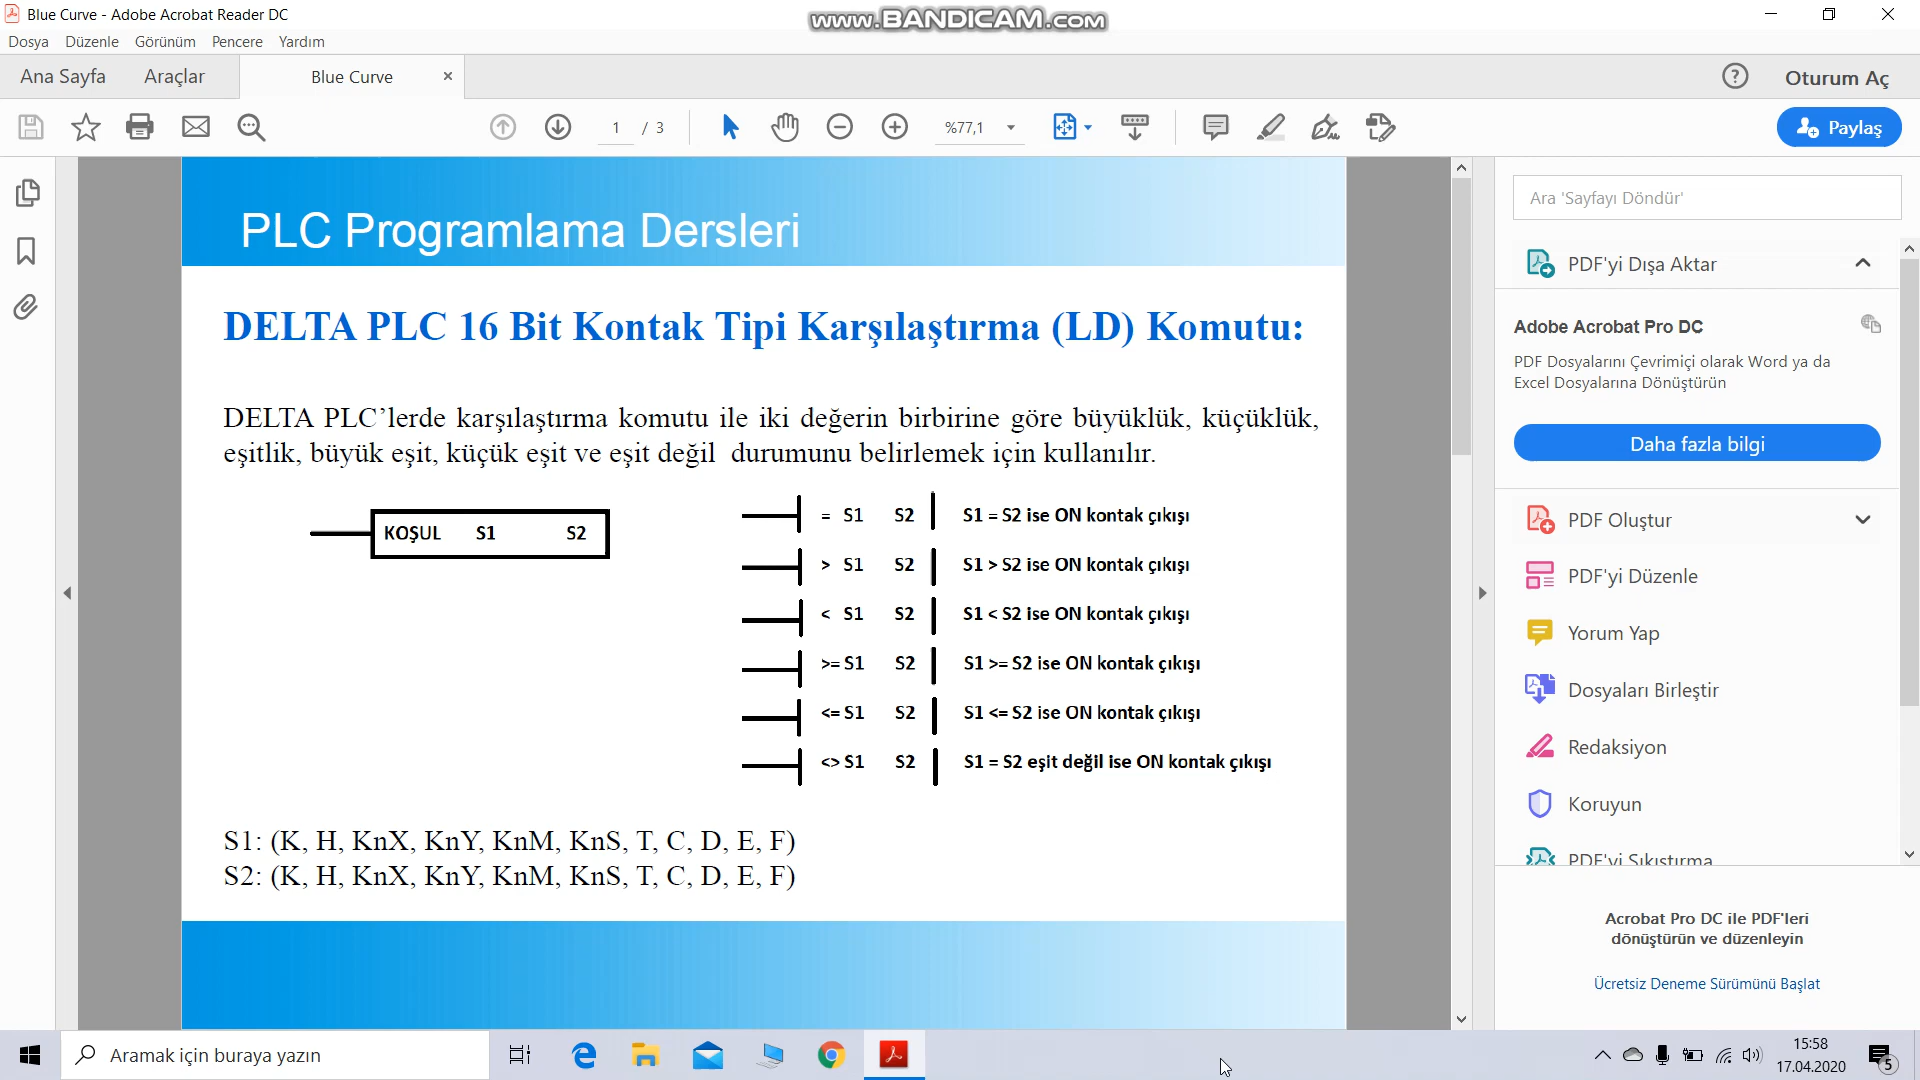 Blue Curve - Adobe Acrobat Reader DC
www.BANDICAM.com
Dosya Düzenle Görünüm Pencere Yardım
Ana Sayfa Araçlar Blue Curve × Oturum Aç
1 / 3 %77,1 Paylaş
PLC Programlama Dersleri
DELTA PLC 16 Bit Kontak Tipi Karşılaştırma (LD) Komutu:
DELTA PLC’lerde karşılaştırma komutu ile iki değerin birbirine göre büyüklük, küçüklük,
eşitlik, büyük eşit, küçük eşit ve eşit değil durumunu belirlemek için kullanılır.
KOŞUL S1 S2
= S1 S2 S1 = S2 ise ON kontak çıkışı
> S1 S2 S1 > S2 ise ON kontak çıkışı
< S1 S2 S1 < S2 ise ON kontak çıkışı
>= S1 S2 S1 >= S2 ise ON kontak çıkışı
<= S1 S2 S1 <= S2 ise ON kontak çıkışı
<> S1 S2 S1 = S2 eşit değil ise ON kontak çıkışı
S1: (K, H, KnX, KnY, KnM, KnS, T, C, D, E, F)
S2: (K, H, KnX, KnY, KnM, KnS, T, C, D, E, F)
Ara 'Sayfayı Döndür'
PDF'yi Dışa Aktar
Adobe Acrobat Pro DC
PDF Dosyalarını Çevrimiçi olarak Word ya da
Excel Dosyalarına Dönüştürün
Daha fazla bilgi
PDF Oluştur
PDF'yi Düzenle
Yorum Yap
Dosyaları Birleştir
Redaksiyon
Koruyun
PDF'yi Sıkıştırma
Acrobat Pro DC ile PDF'leri
dönüştürün ve düzenleyin
Ücretsiz Deneme Sürümünü Başlat
Aramak için buraya yazın
15:58
17.04.2020
5